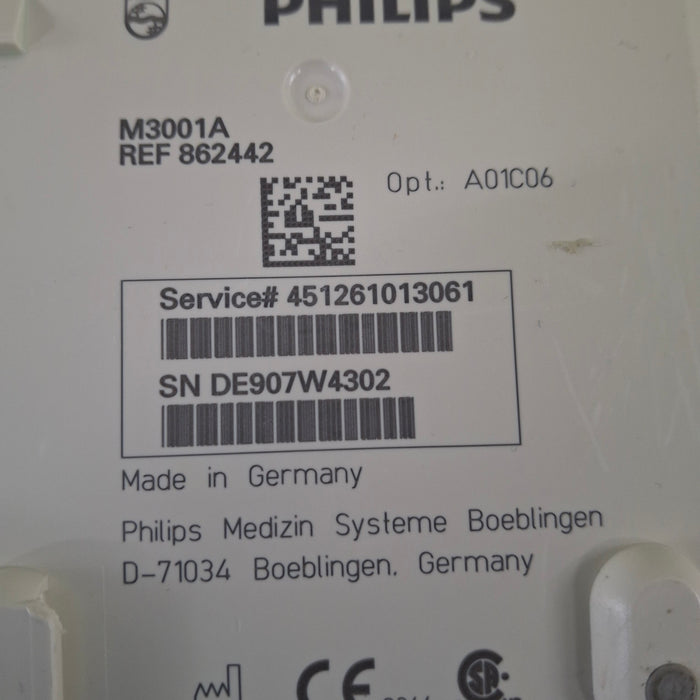 PHILIPS
M3001A
REF 862442
Opt.: A01C06
Service# 451261013061
SN DE907W4302
Made in Germany
Philips Medizin Systeme Boeblingen
D-71034 Boeblingen. Germany
CE